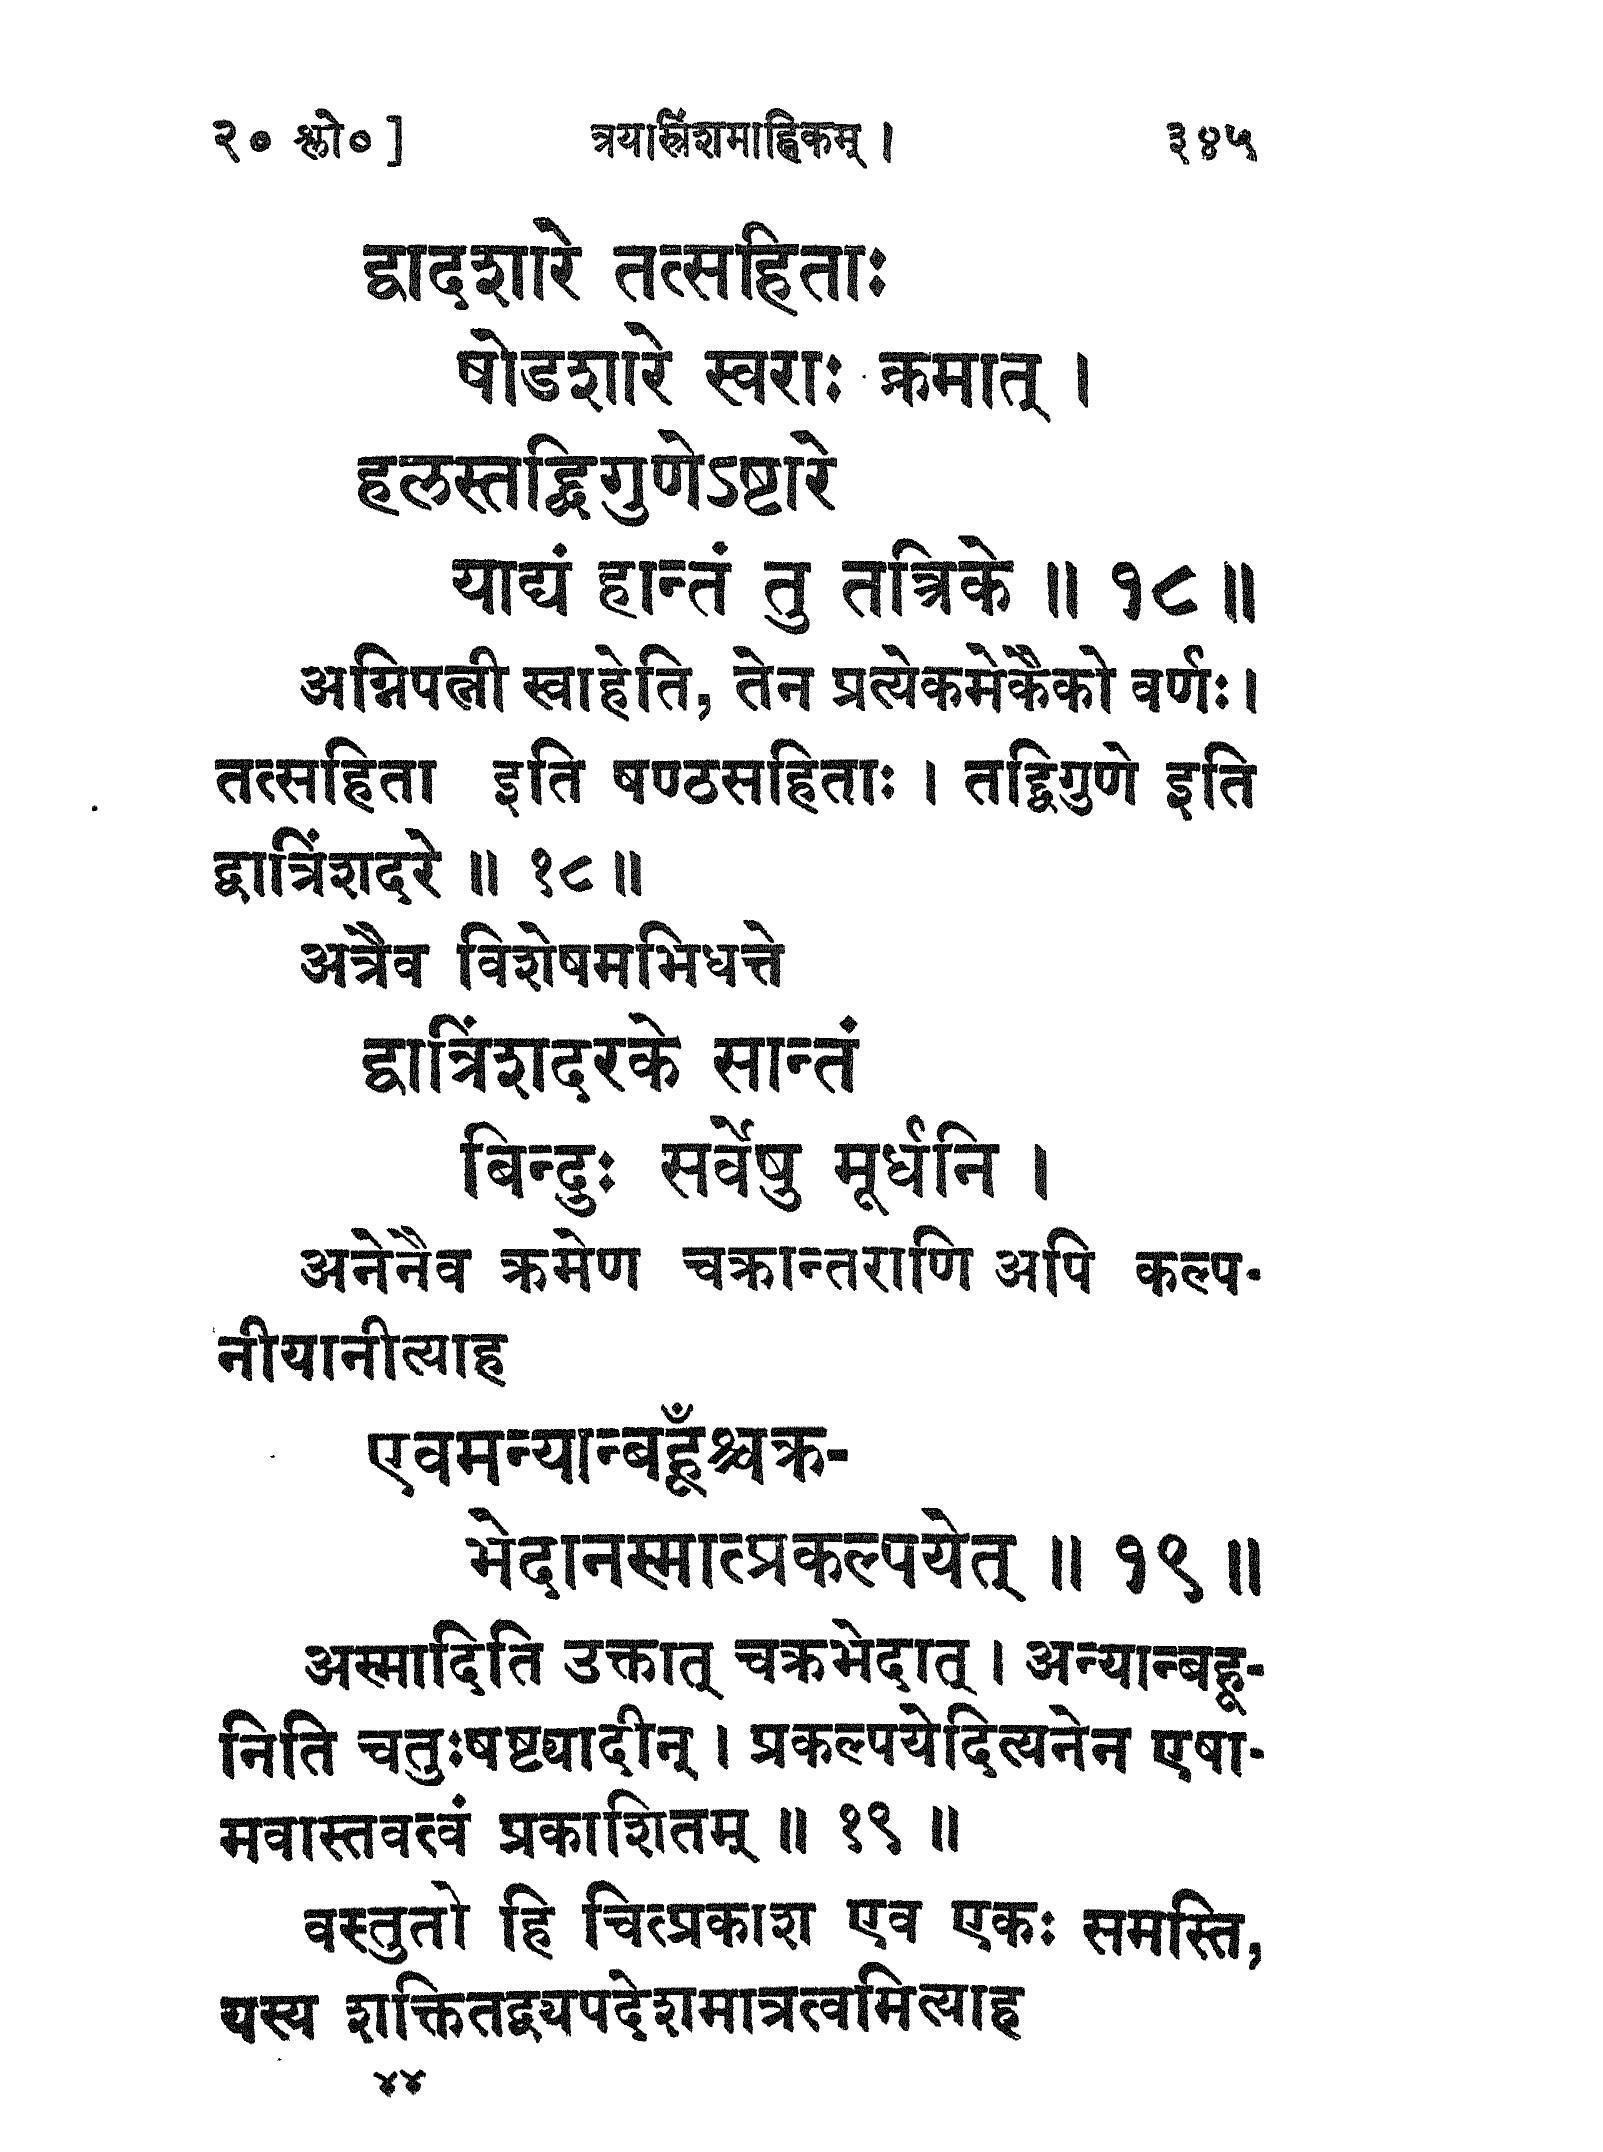 २० श्लो० ] त्रयास्त्रिंशमाह्निकम् । ३४५
द्वादशारे तत्सहिताः
षोडशारे स्वराः क्रमात् ।
हलस्तद्द्विगुणेऽष्टारे
याद्यं हान्तं तु तत्त्रिके ॥ १८ ॥
अग्निपत्नी स्वाहेति, तेन प्रत्येकमेकैको वर्णः ।
तत्सहिता इति षण्ठसहिताः । तद्द्विगुणे इति
द्वात्रिंशदरे ॥ १८ ॥
अत्रैव विशेषमभिधत्ते
द्वात्रिंशदरके सान्तं
बिन्दुः सर्वेषु मूर्धनि ।
अनेनैव क्रमेण चक्रान्तराणि अपि कल्प-
नीयानीत्याह
एवमन्यान्बहूँश्चक्र-
भेदानस्मात्प्रकल्पयेत् ॥ १९ ॥
अस्मादिति उक्तात् चक्रभेदात् । अन्यान्बहू-
निति चतुःषष्ट्यादीन् । प्रकल्पयेदित्यनेन एषा-
मवास्तवत्वं प्रकाशितम् ॥ १९ ॥
वस्तुतो हि चित्प्रकाश एव एकः समस्ति,
यस्य शक्तितद्व्यपदेशमात्रत्वमित्याह
४४